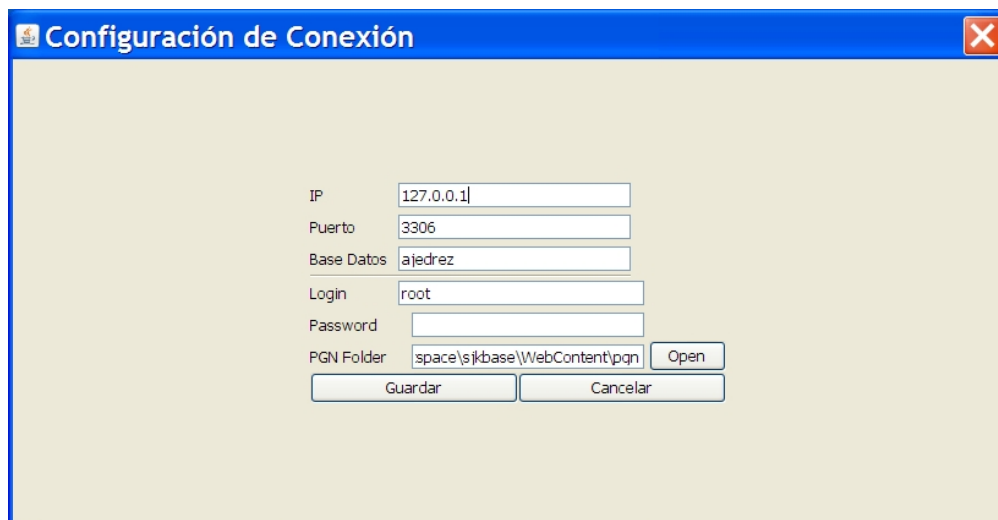 Configuración de Conexión
IP 127.0.0.1
Puerto 3306
Base Datos ajedrez
Login root
Password
PGN Folder space\sjkbase\WebContent\pgn Open
Guardar Cancelar